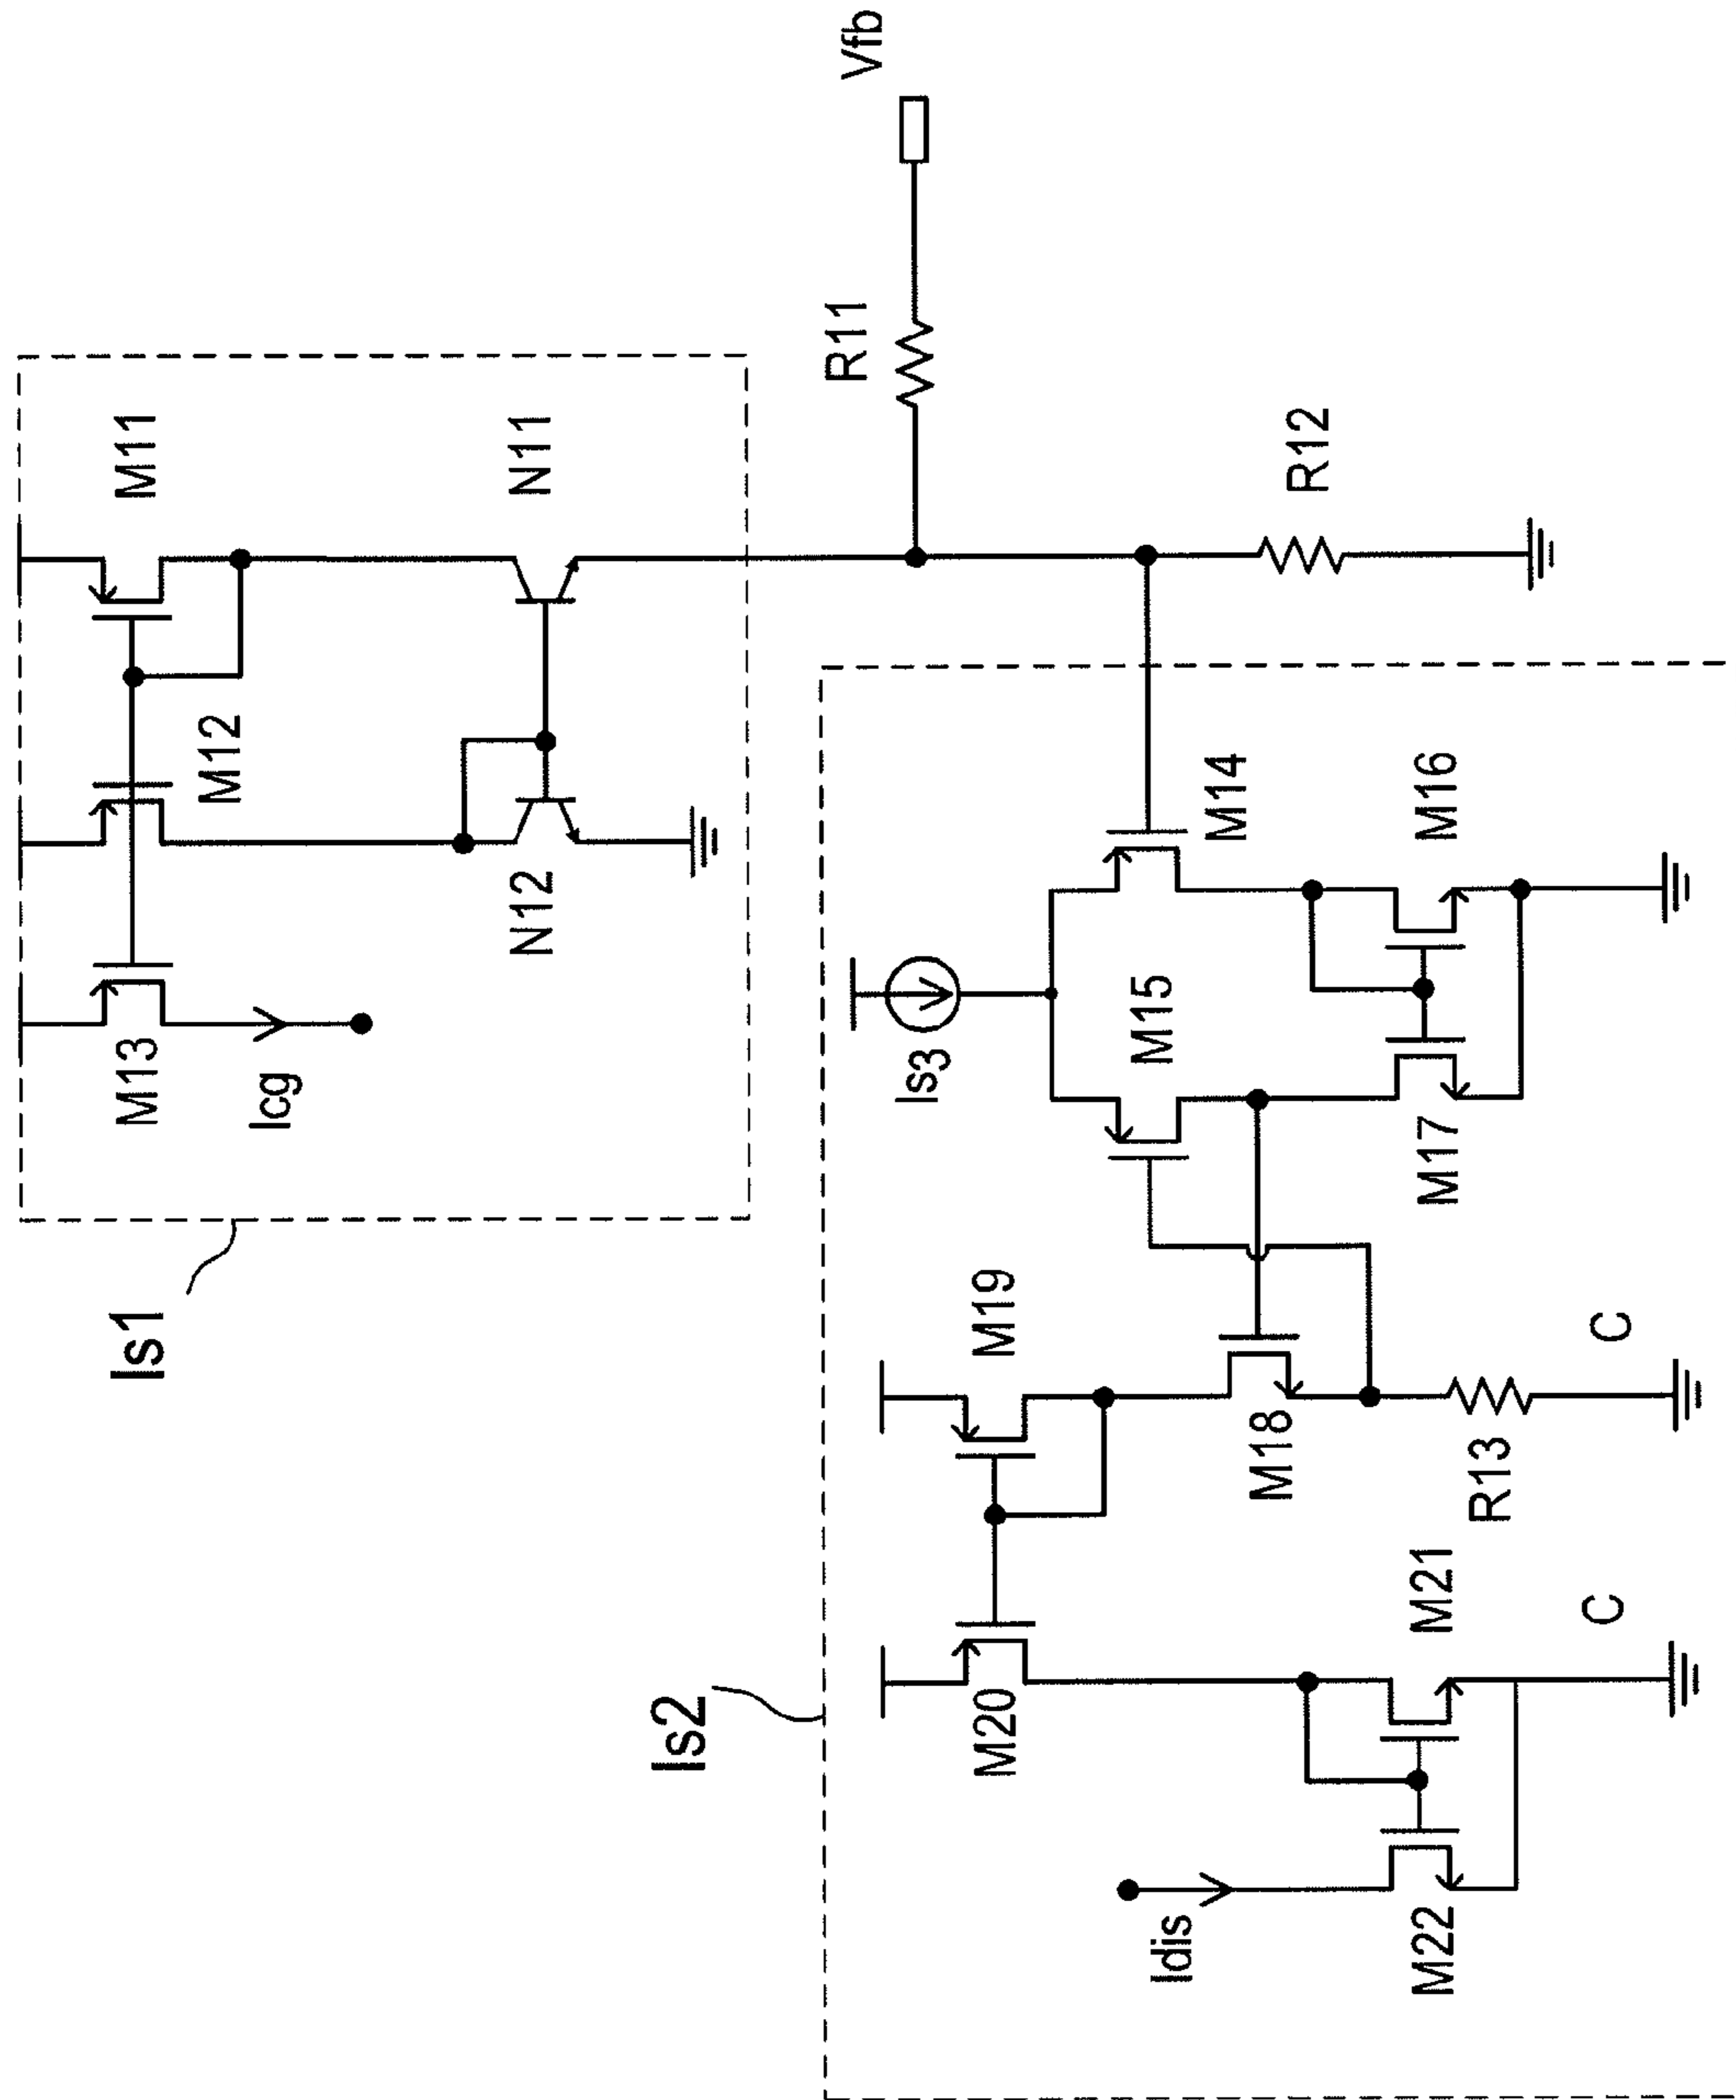 Is1
M11
M12
M13
Icg
N11
N12
Vfb
R11
R12
Is2
Is3
M14
M15
M16
M17
M19
M18
R13
C
M20
M21
C
M22
Idis